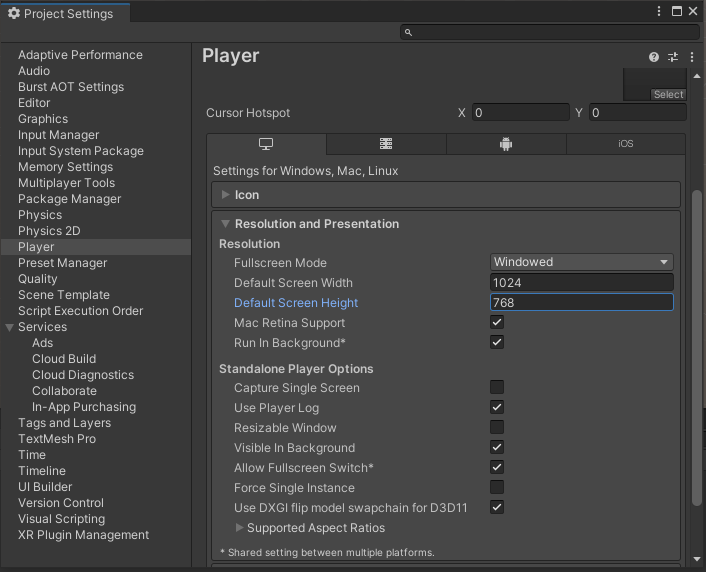 Project Settings
Player
Adaptive Performance
Audio
Burst AOT Settings
Editor
Graphics
Input Manager
Input System Package
Memory Settings
Multiplayer Tools
Package Manager
Physics
Physics 2D
Player
Preset Manager
Quality
Scene Template
Script Execution Order
Services
Ads
Cloud Build
Cloud Diagnostics
Collaborate
In-App Purchasing
Tags and Layers
TextMesh Pro
Time
Timeline
UI Builder
Version Control
Visual Scripting
XR Plugin Management
Select
Cursor Hotspot X 0 Y 0
iOS
Settings for Windows, Mac, Linux
Icon
Resolution and Presentation
Resolution
Fullscreen Mode Windowed
Default Screen Width 1024
Default Screen Height 768
Mac Retina Support
Run In Background*
Standalone Player Options
Capture Single Screen
Use Player Log
Resizable Window
Visible In Background
Allow Fullscreen Switch*
Force Single Instance
Use DXGI flip model swapchain for D3D11
Supported Aspect Ratios
* Shared setting between multiple platforms.